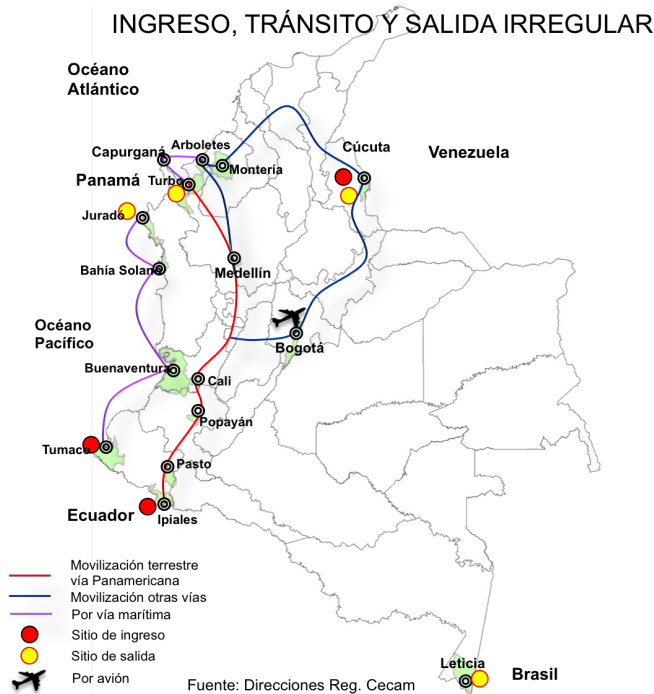 INGRESO, TRÁNSITO Y SALIDA IRREGULAR
Océano
Atlántico
Arboletes
Capurganá
Cúcuta
Venezuela
Montería
Panamá
Turbo
Juradó
Bahía Solano
Medellín
Océano
Pacífico
Bogotá
Buenaventura
Cali
Popayán
Tumaco
Pasto
Ecuador
Ipiales
Movilización terrestre
vía Panamericana
Movilización otras vías
Por vía marítima
Sitio de ingreso
Sitio de salida
Por avión
Leticia
Brasil
Fuente: Direcciones Reg. Cecam